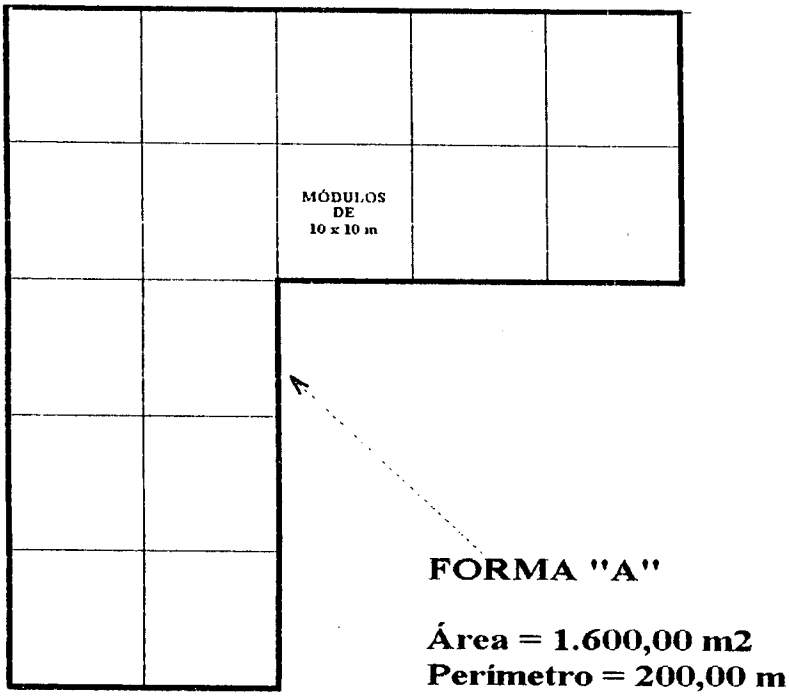 MÓDULOS
DE
10 x 10 m
FORMA "A"
Área = 1.600,00 m2
Perímetro = 200,00 m